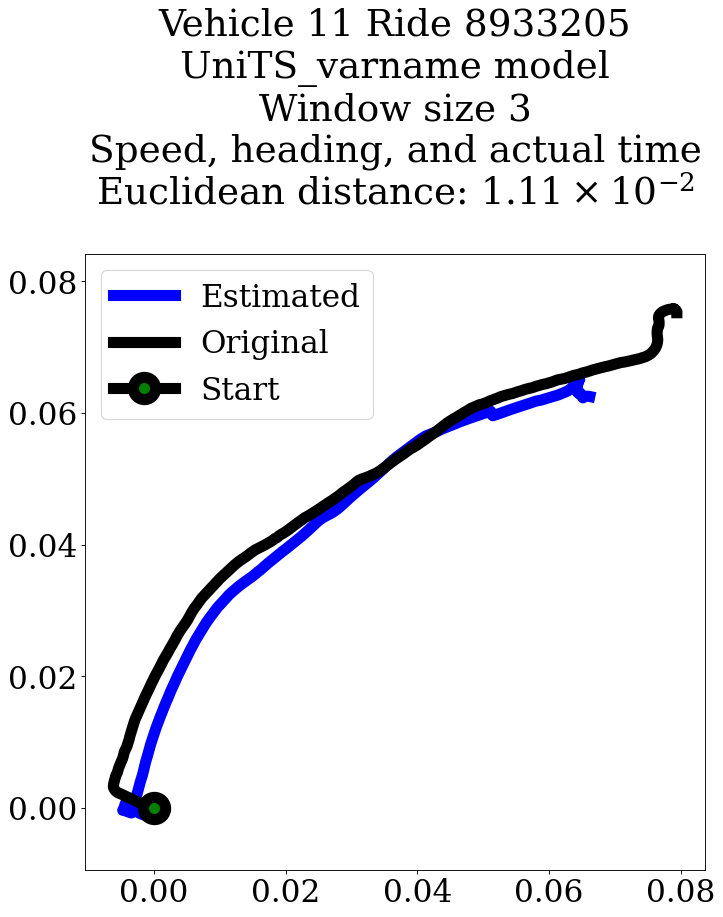 Vehicle 11 Ride 8933205
UniTS_varname model
Window size 3
Speed, heading, and actual time
Euclidean distance: 1.11 × 10⁻²
Estimated
Original
Start
0.08
0.06
0.04
0.02
0.00
0.00 0.02 0.04 0.06 0.08